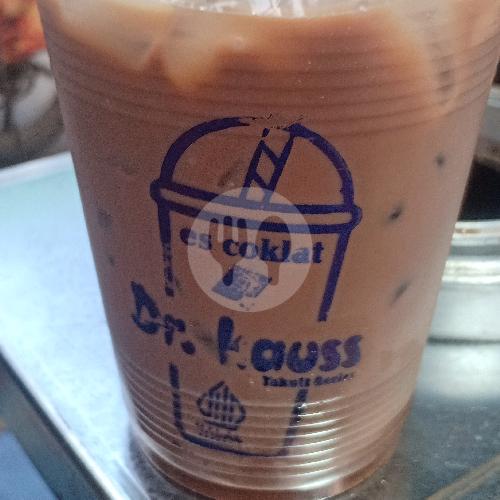 es coklat
Dr. kauss